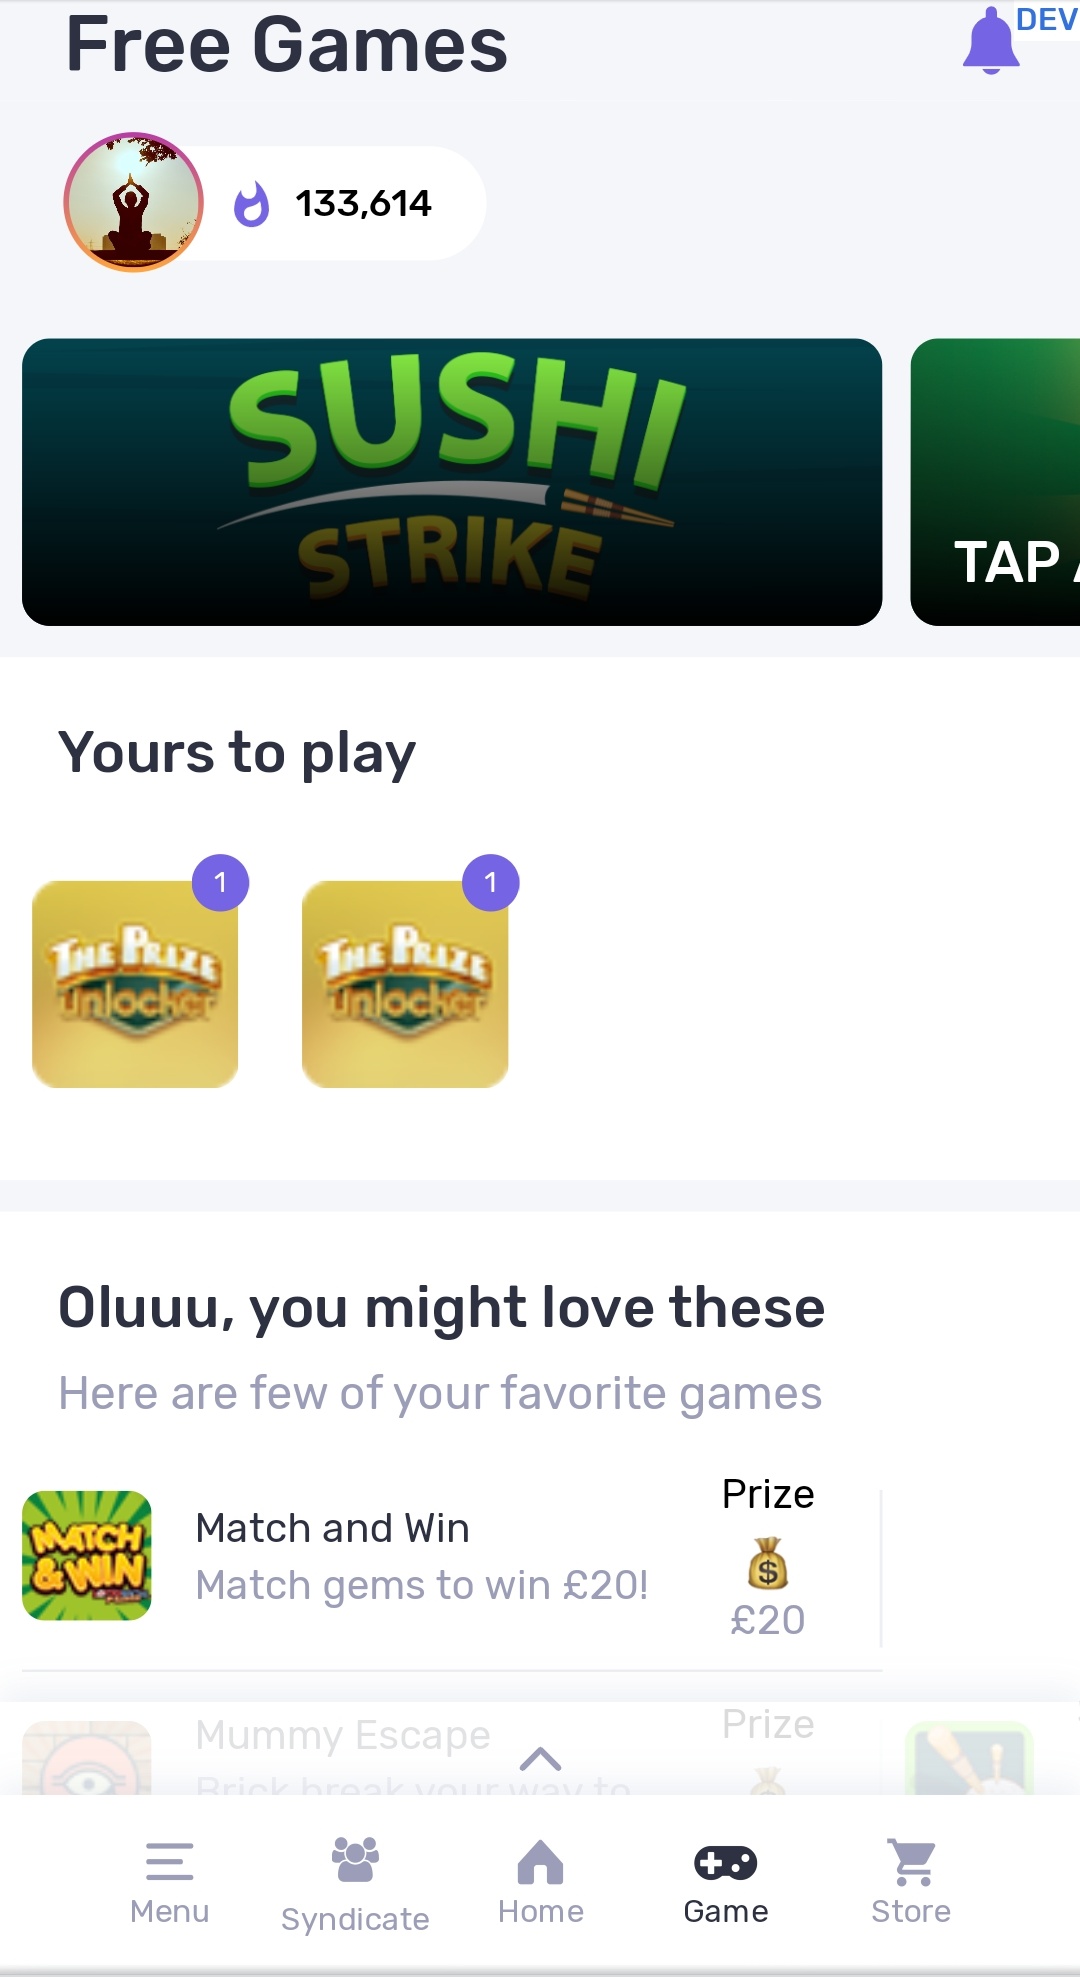 Free Games
DEV
133,614
SUSHI
STRIKE
TAP
Yours to play
1
1
THE PRIZE
unlocker
THE PRIZE
unlocker
Oluuu, you might love these
Here are few of your favorite games
MATCH
& WIN
Match and Win
Match gems to win £20!
Prize
£20
Mummy Escape
Brick break your way to
Prize
Menu
Syndicate
Home
Game
Store